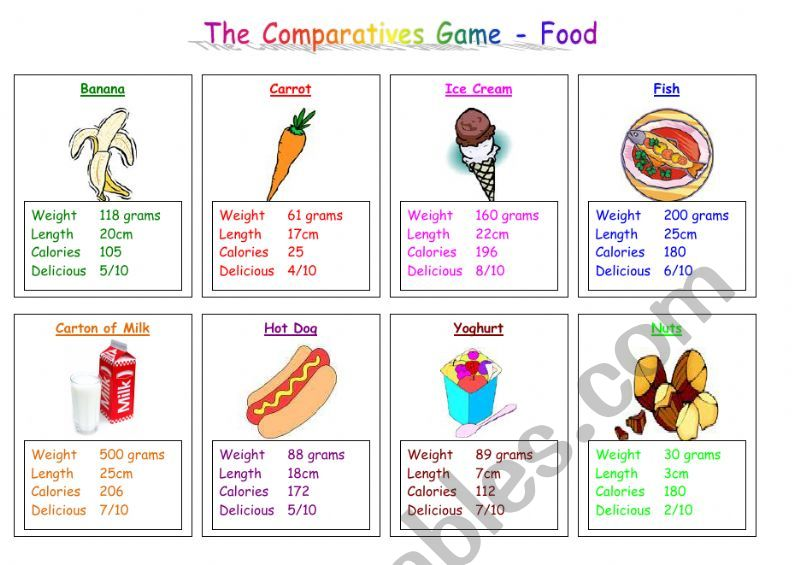 The Comparatives Game - Food
Banana
Weight 118 grams
Length 20cm
Calories 105
Delicious 5/10
Carrot
Weight 61 grams
Length 17cm
Calories 25
Delicious 4/10
Ice Cream
Weight 160 grams
Length 22cm
Calories 196
Delicious 8/10
Fish
Weight 200 grams
Length 25cm
Calories 180
Delicious 6/10
Carton of Milk
Milk
Milk
Weight 500 grams
Length 25cm
Calories 206
Delicious 7/10
Hot Dog
Weight 88 grams
Length 18cm
Calories 172
Delicious 5/10
Yoghurt
Weight 89 grams
Length 7cm
Calories 112
Delicious 7/10
Nuts
Weight 30 grams
Length 3cm
Calories 180
Delicious 2/10
ables.com